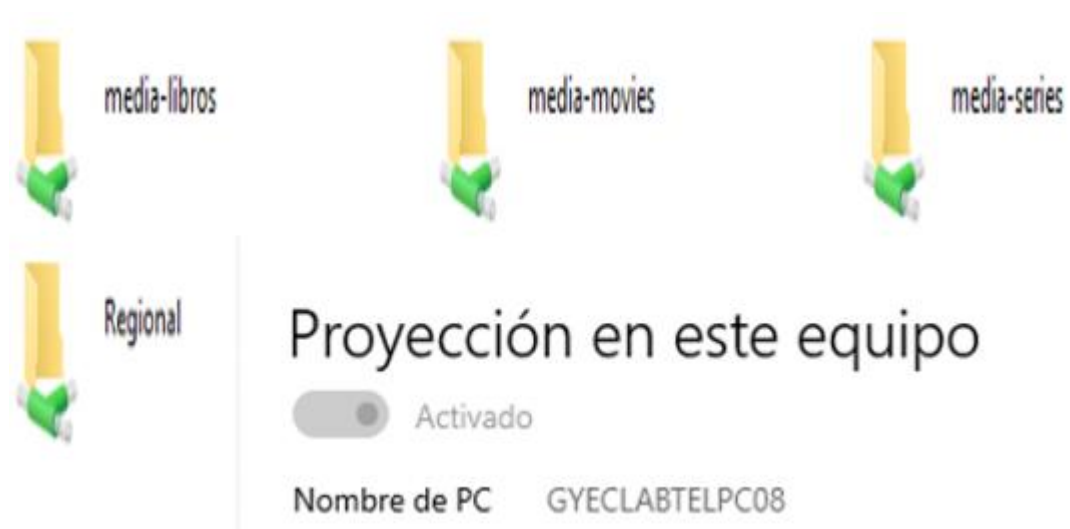 media-libros media-movies media-series
Regional
Proyección en este equipo
Activado
Nombre de PC GYECLABTELPC08